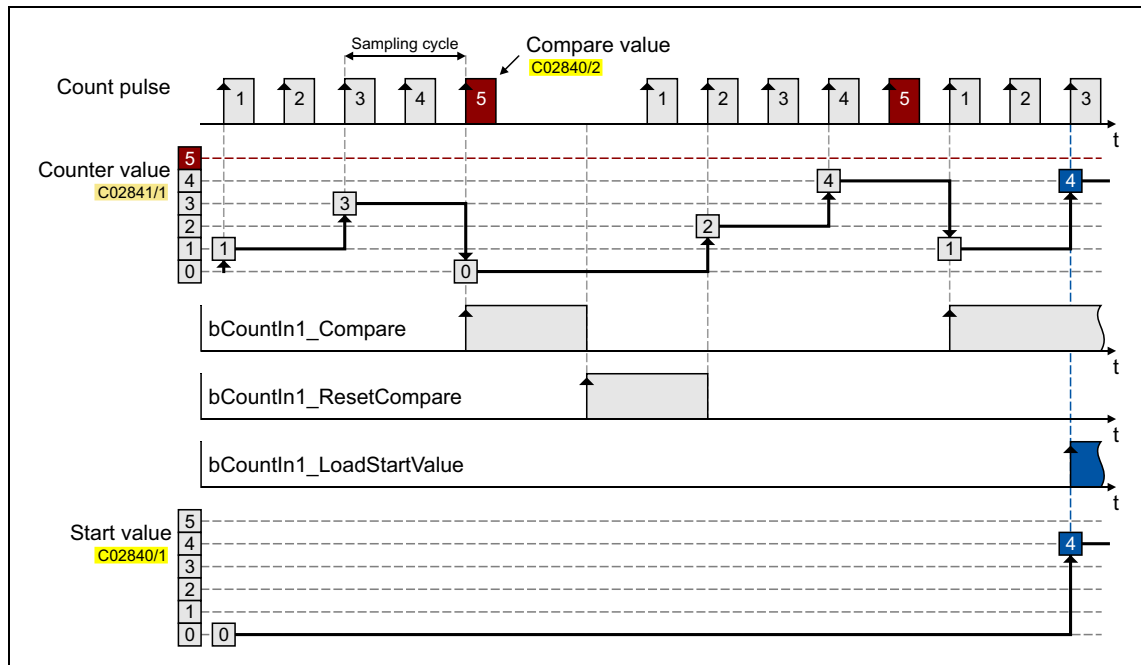 Sampling cycle
Compare value
C02840/2
Count pulse
1 2 3 4 5 1 2 3 4 5 1 2 3
t
Counter value
C02841/1
5
4
3
2
1
0
1 3 0 2 4 1 4
bCountIn1_Compare
t
bCountIn1_ResetCompare
t
bCountIn1_LoadStartValue
t
Start value
C02840/1
5
4
3
2
1
0
0 4